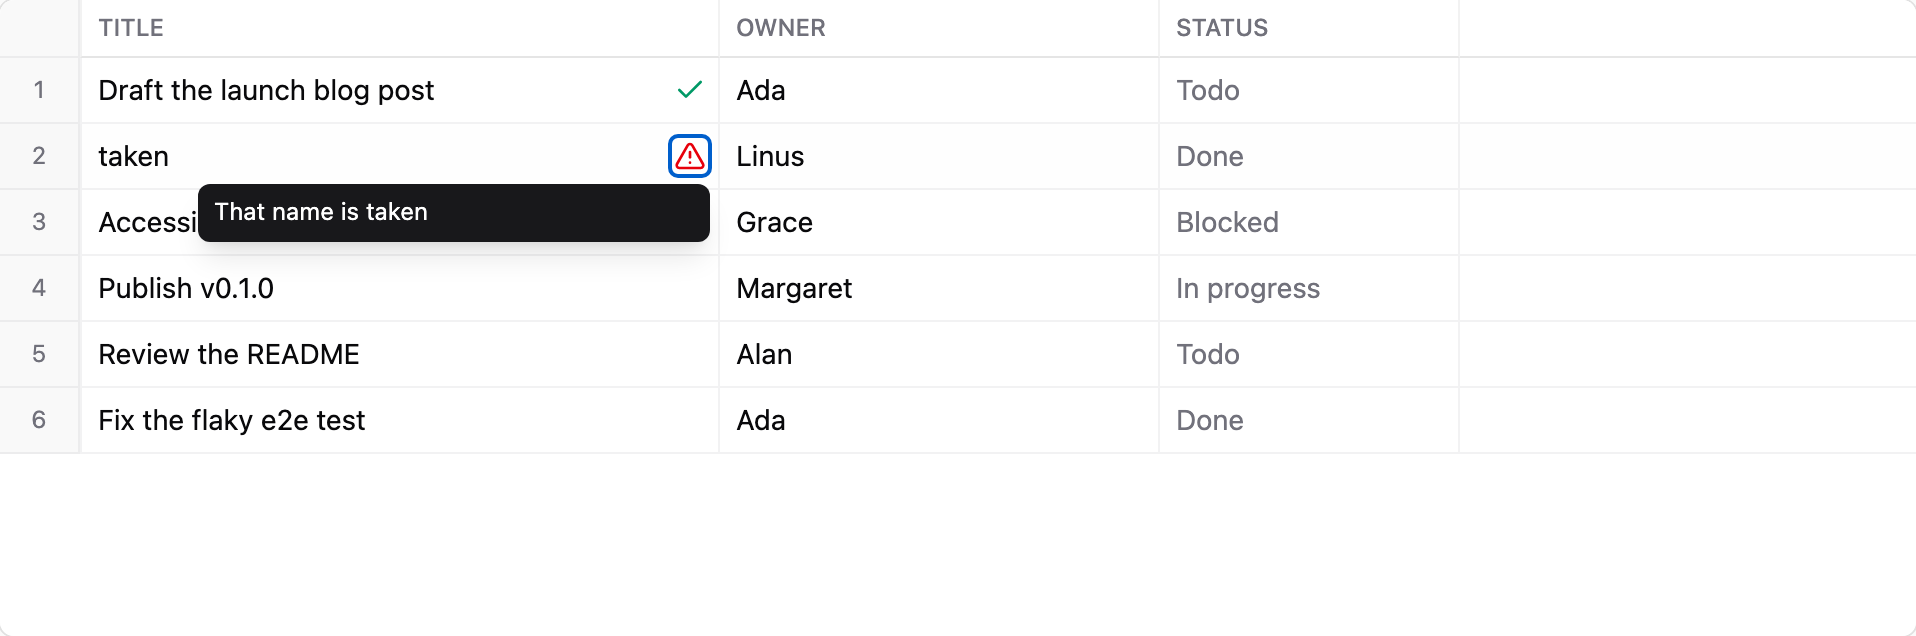 TITLE OWNER STATUS
1 Draft the launch blog post Ada Todo
2 taken Linus Done
That name is taken
3 Accessi Grace Blocked
4 Publish v0.1.0 Margaret In progress
5 Review the README Alan Todo
6 Fix the flaky e2e test Ada Done